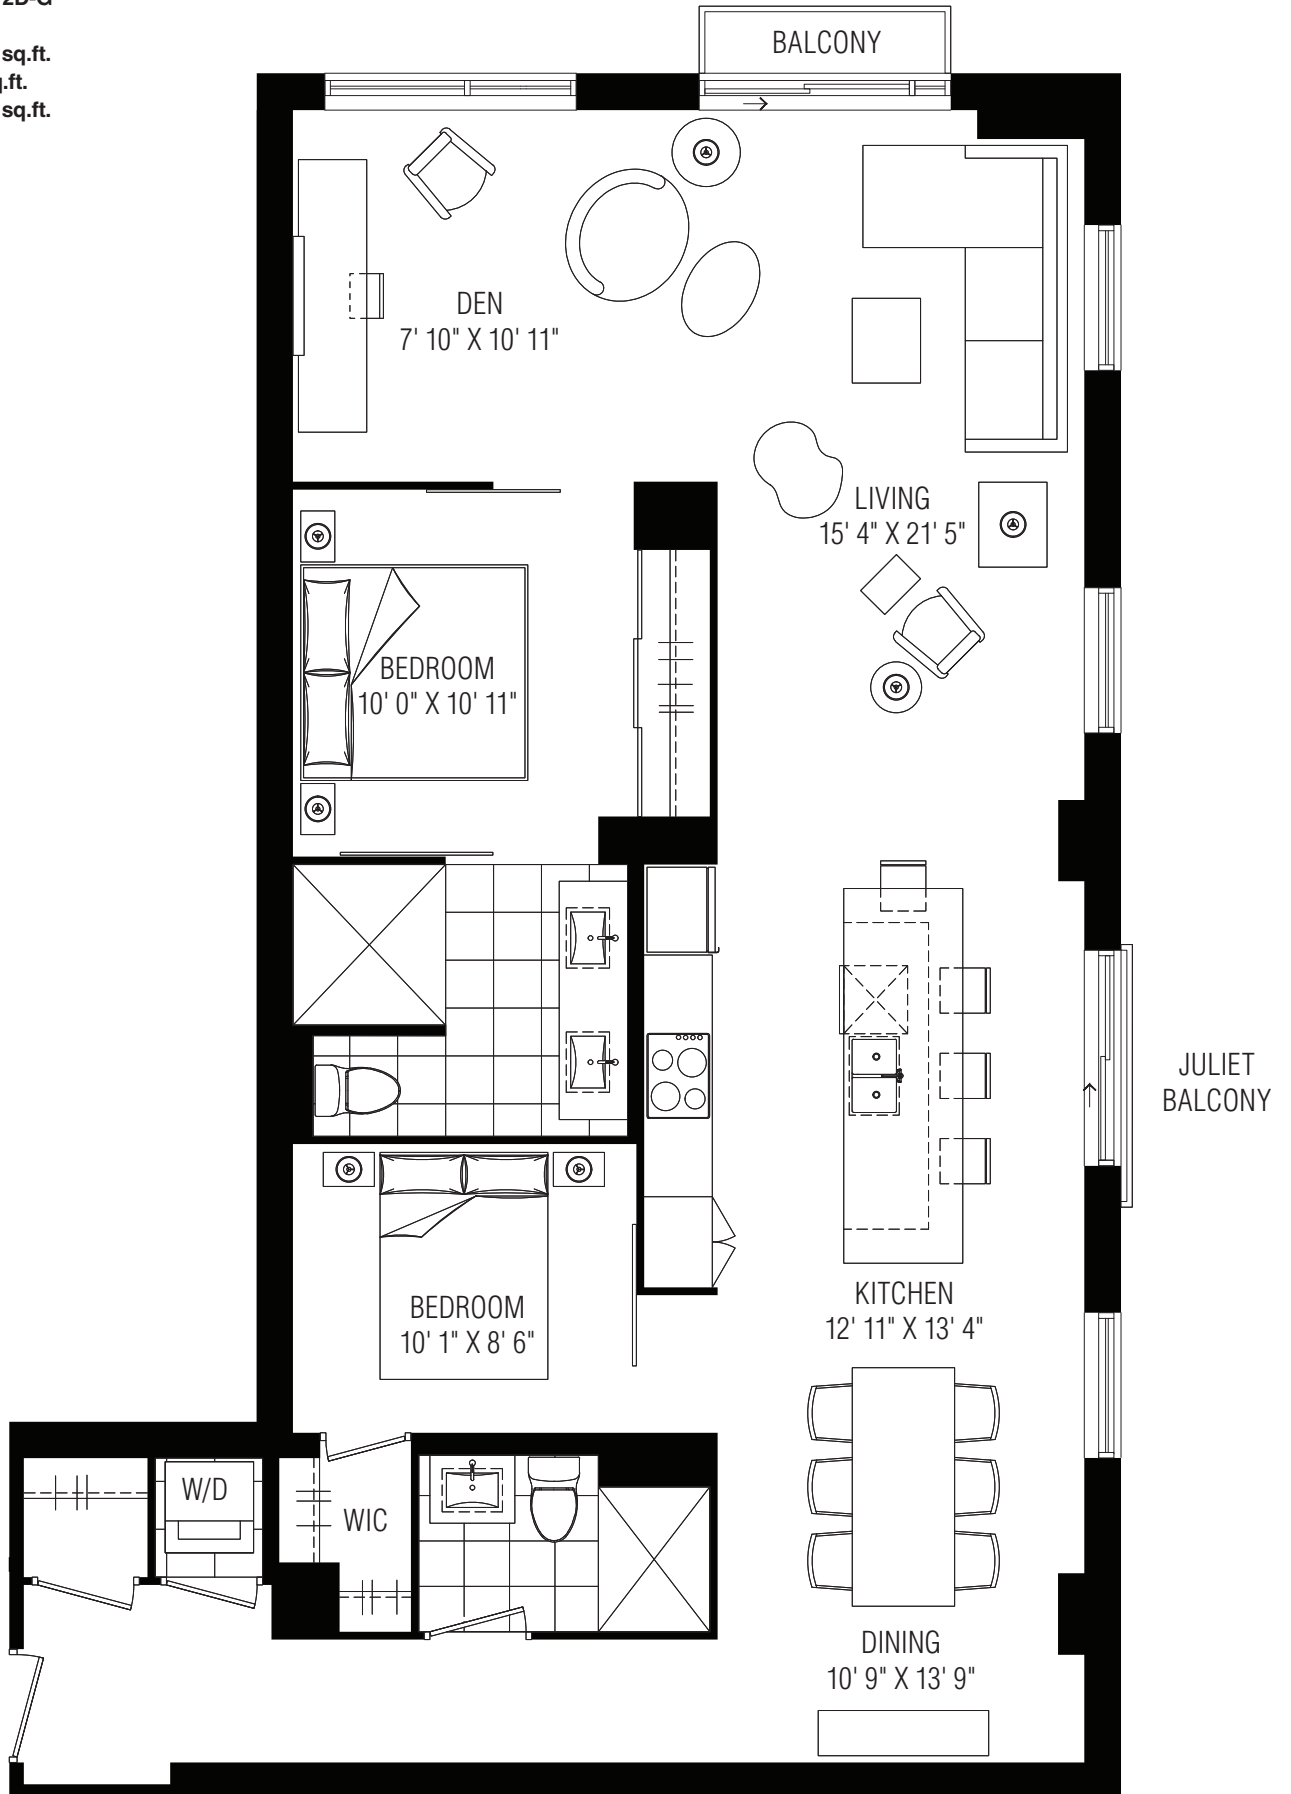 2B-G
sq.ft.
q.ft.
sq.ft.
BALCONY
DEN
7' 10" X 10' 11"
LIVING
15' 4" X 21' 5"
BEDROOM
10' 0" X 10' 11"
JULIET
BALCONY
KITCHEN
12' 11" X 13' 4"
BEDROOM
10' 1" X 8' 6"
W/D
WIC
DINING
10' 9" X 13' 9"